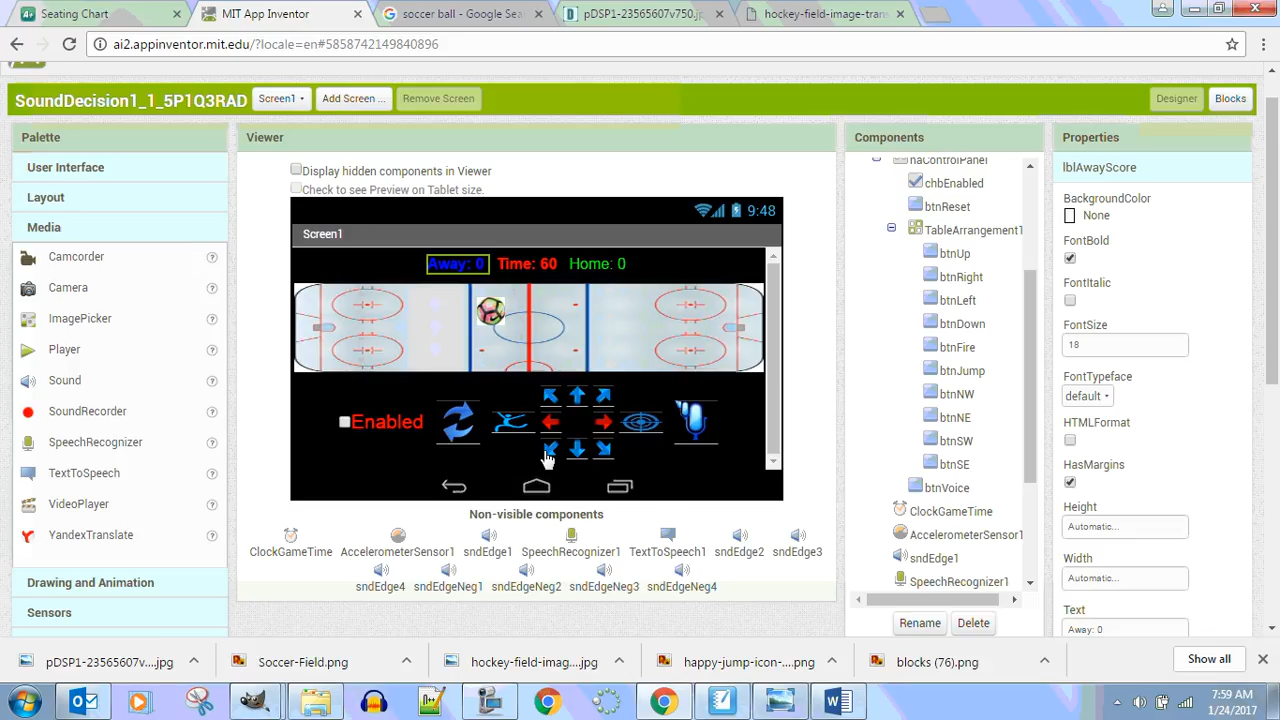 Seating Chart
MIT App Inventor
soccer ball - Google Sea
pDSP1-23565607v750.j
hockey-field-image-tran
ai2.appinventor.mit.edu/?locale=en#5858742149840896
SoundDecision1_1_5P1Q3RAD
Screen1
Add Screen ...
Remove Screen
Designer
Blocks
Palette
User Interface
Layout
Media
Camcorder
Camera
ImagePicker
Player
Sound
SoundRecorder
SpeechRecognizer
TextToSpeech
VideoPlayer
YandexTranslate
Drawing and Animation
Sensors
Viewer
Display hidden components in Viewer
Check to see Preview on Tablet size.
9:48
Screen1
Away: 0 Time: 60 Home: 0
Enabled
Non-visible components
ClockGameTime AccelerometerSensor1 sndEdge1 SpeechRecognizer1 TextToSpeech1 sndEdge2 sndEdge3
sndEdge4 sndEdgeNeg1 sndEdgeNeg2 sndEdgeNeg3 sndEdgeNeg4
Components
haControlPanel
chbEnabled
btnReset
TableArrangement1
btnUp
btnRight
btnLeft
btnDown
btnFire
btnJump
btnNW
btnNE
btnSW
btnSE
btnVoice
ClockGameTime
AccelerometerSensor1
sndEdge1
SpeechRecognizer1
Rename
Delete
Properties
lblAwayScore
BackgroundColor
None
FontBold
FontItalic
FontSize
18
FontTypeface
default
HTMLFormat
HasMargins
Height
Automatic...
Width
Automatic...
Text
Away: 0
pDSP1-23565607v....jpg
Soccer-Field.png
hockey-field-imag....jpg
happy-jump-icon-....png
blocks (76).png
Show all
7:59 AM
1/24/2017